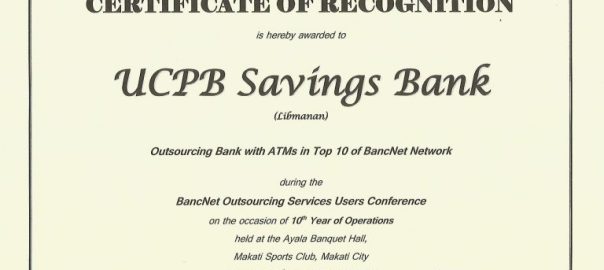 CERTIFICATE OF RECOGNITION
is hereby awarded to
UCPB Savings Bank
(Libmanan)
Outsourcing Bank with ATMs in Top 10 of BancNet Network
during the
BancNet Outsourcing Services Users Conference
on the occasion of 10th Year of Operations
held at the Ayala Banquet Hall,
Makati Sports Club, Makati City